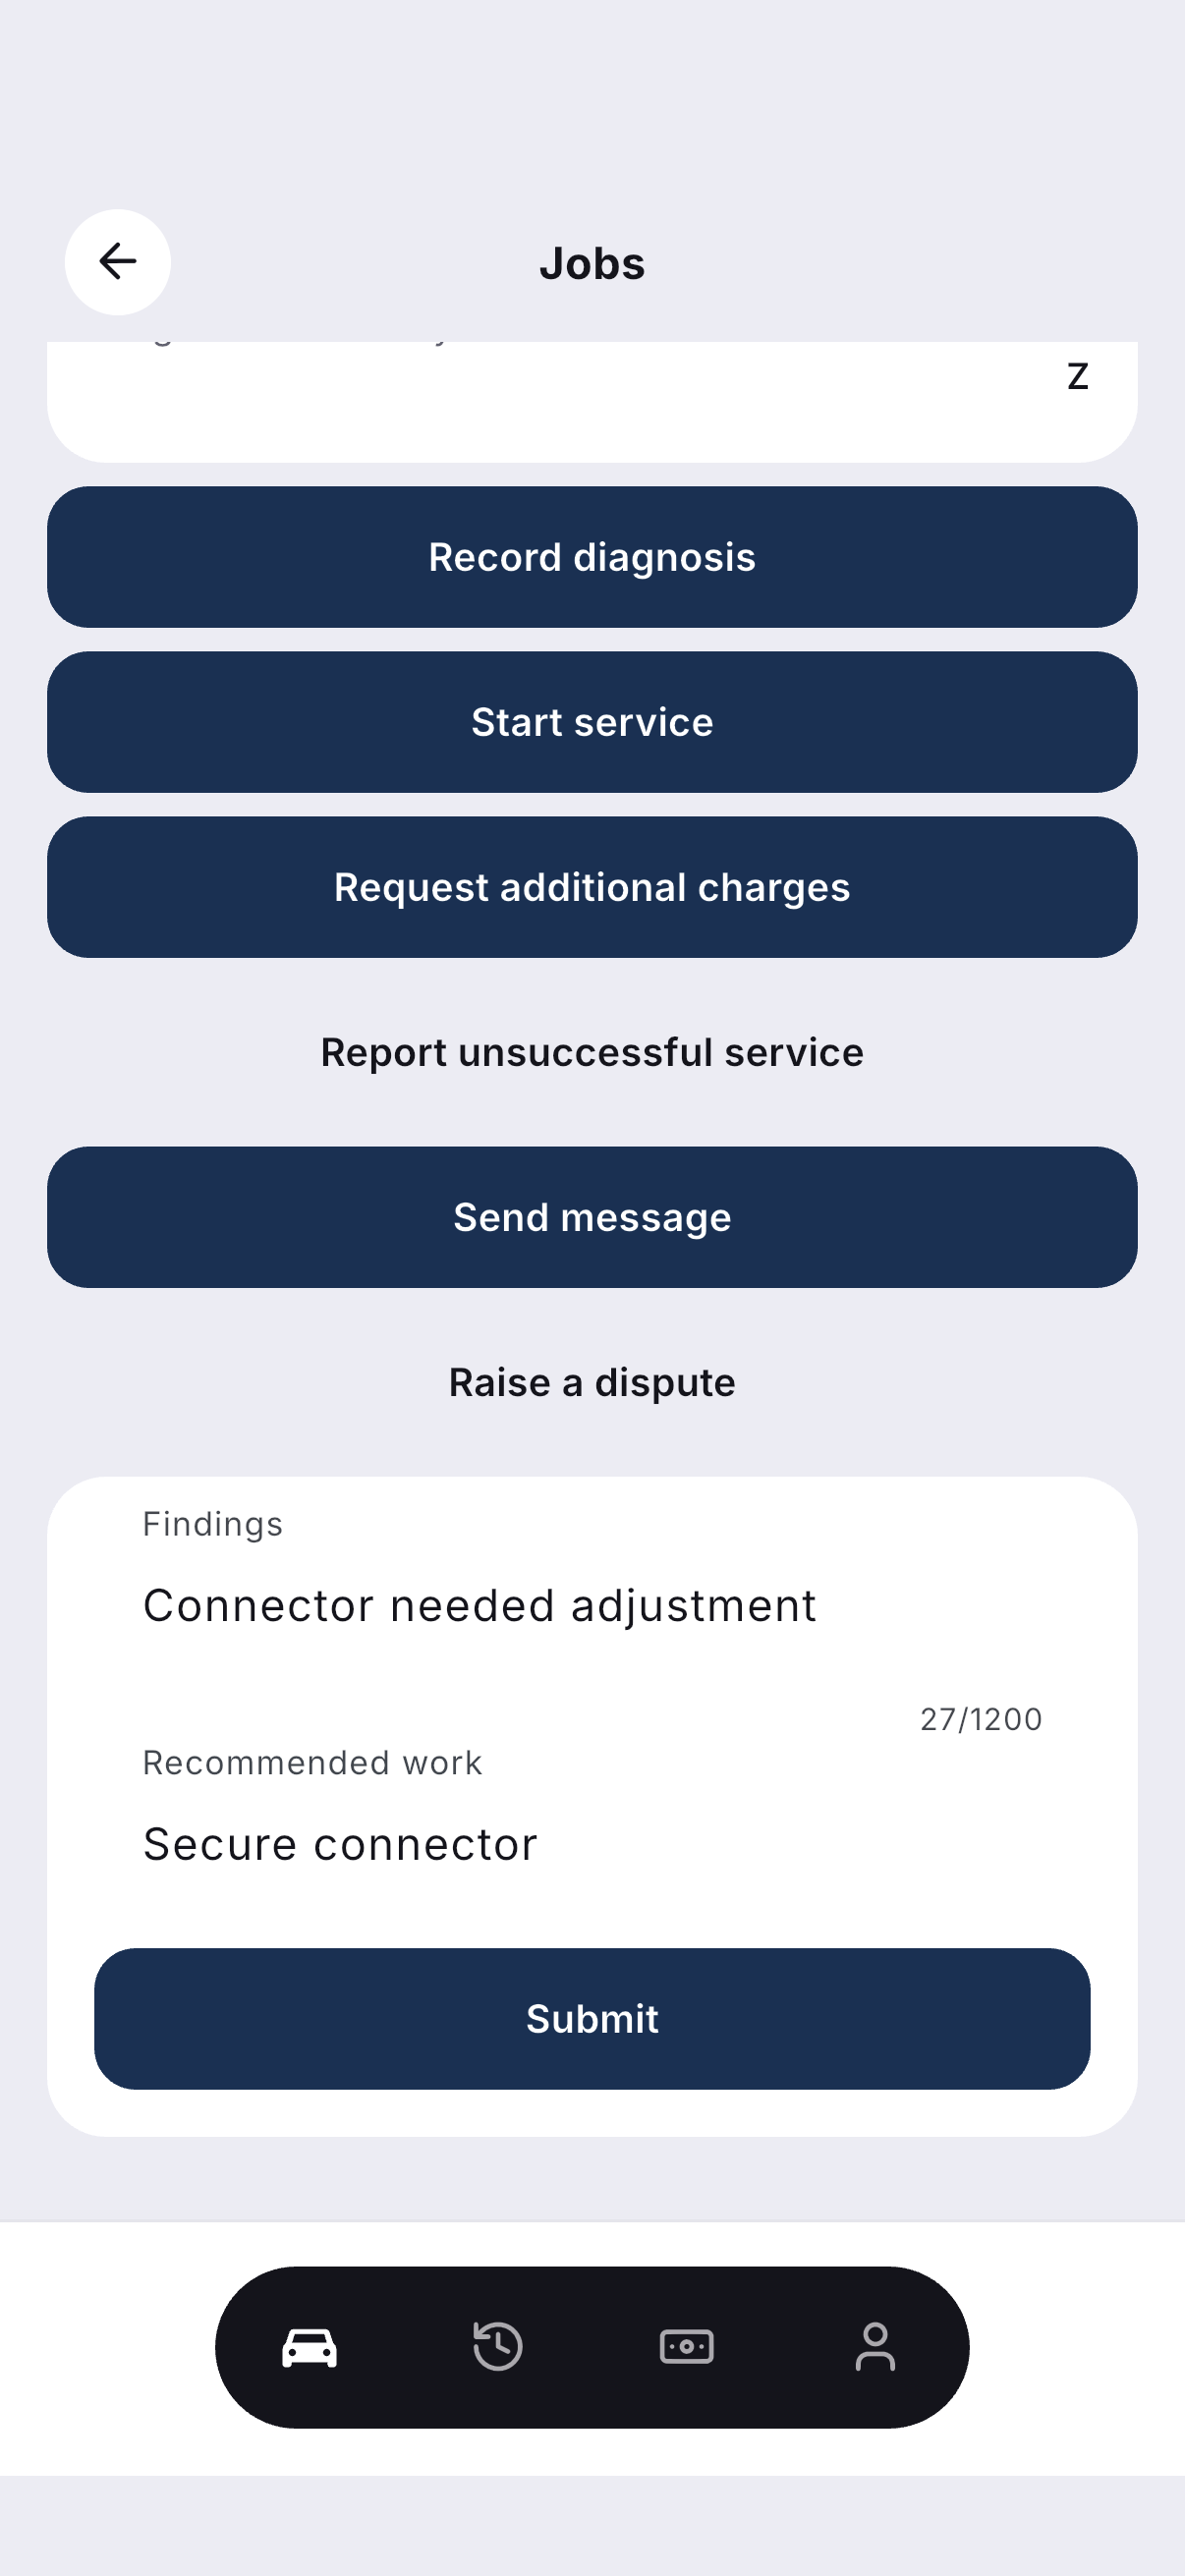 Jobs
Z
Record diagnosis
Start service
Request additional charges
Report unsuccessful service
Send message
Raise a dispute
Findings
Connector needed adjustment
27/1200
Recommended work
Secure connector
Submit